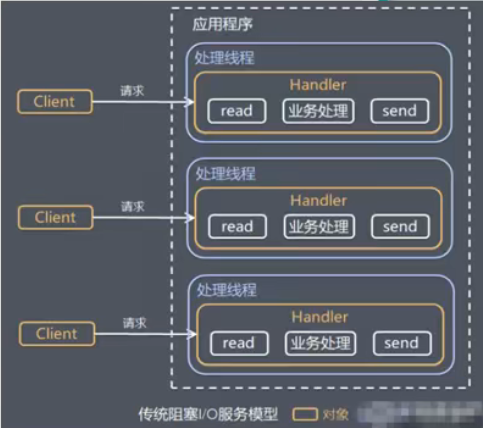 应用程序
处理线程
Handler
Client
请求
read 业务处理 send
处理线程
Handler
Client
请求
read 业务处理 send
处理线程
Handler
Client
请求
read 业务处理 send
传统阻塞I/O服务模型
对象